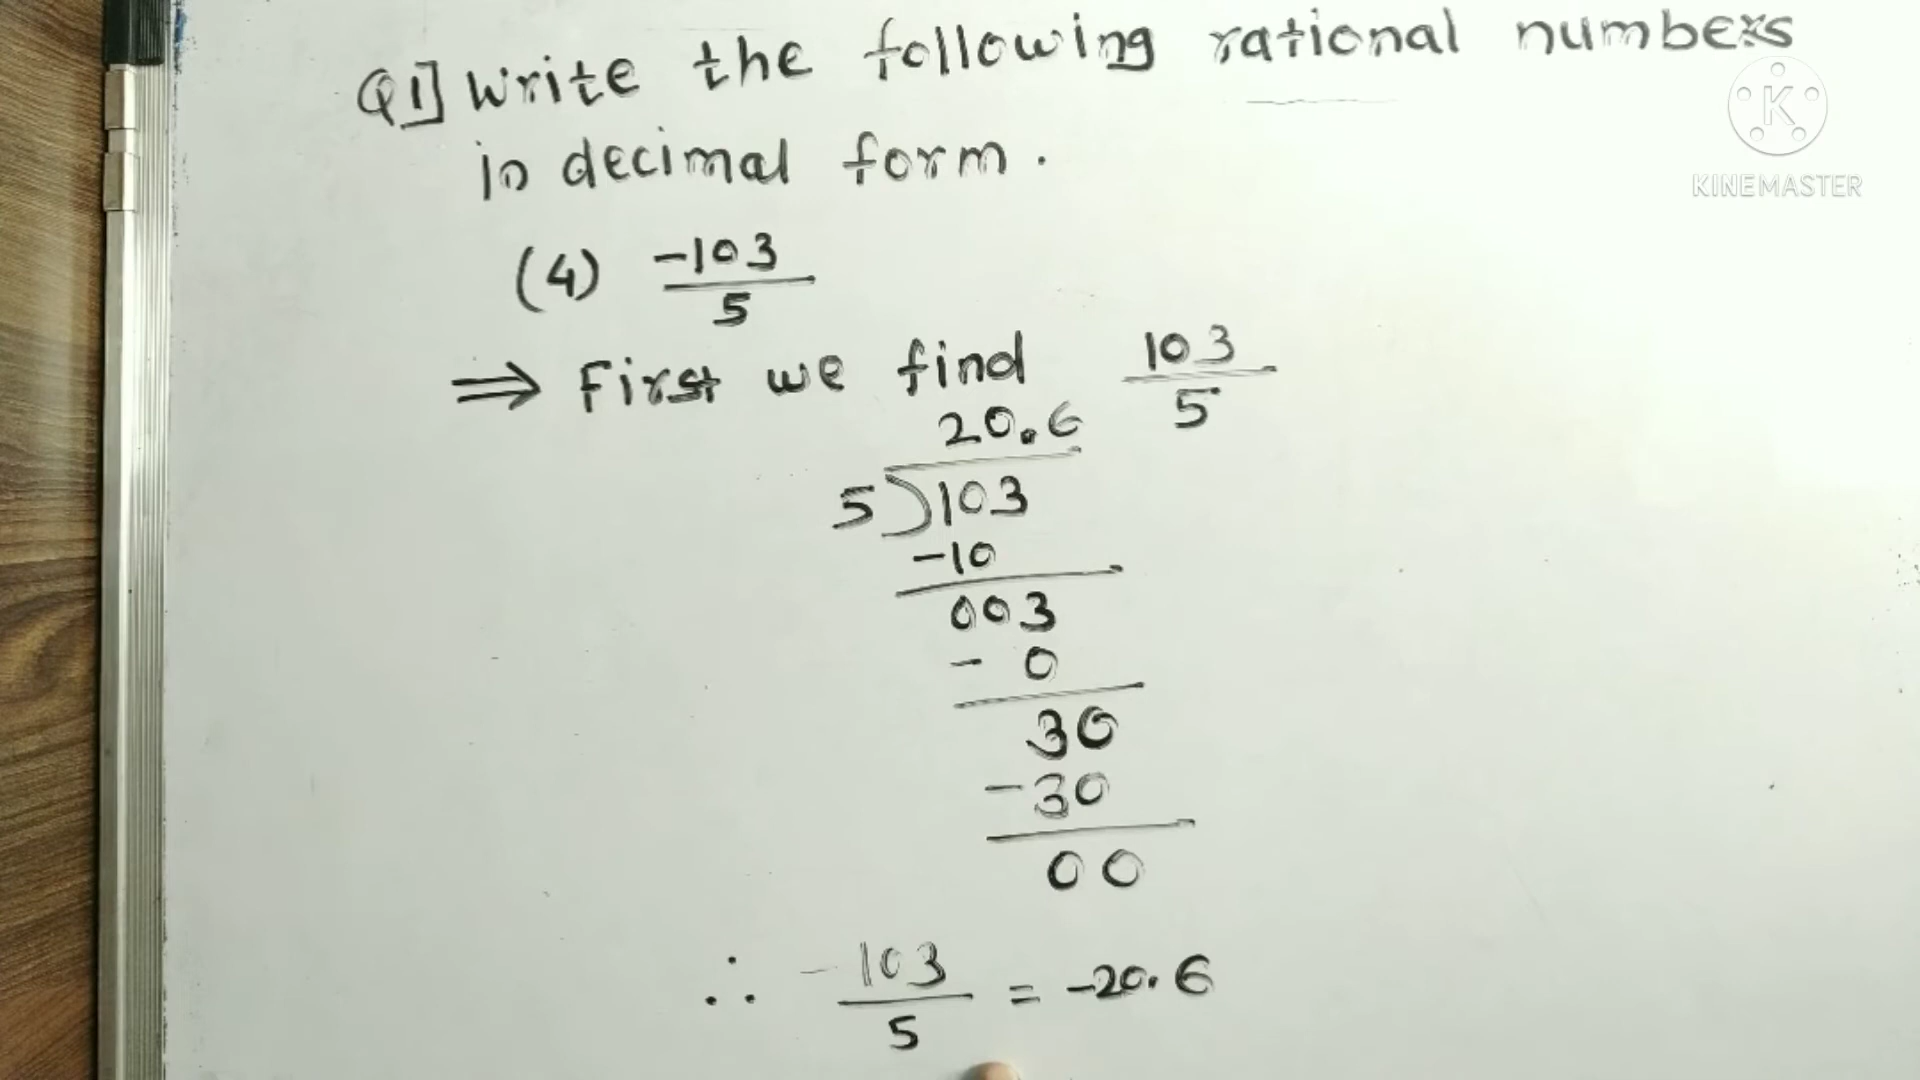 Q1] Write the following rational numbers
K
KINEMASTER
in decimal form.
(4) -103
5
⇒ First we find 103
5
20.6
5)103
-10
003
- 0
30
-30
00
∴ -103
5 = -20.6